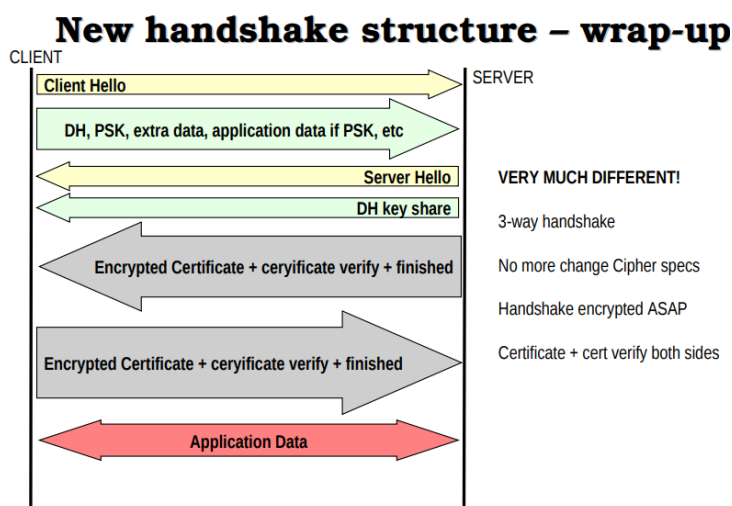 New handshake structure – wrap-up
CLIENT
SERVER
Client Hello
DH, PSK, extra data, application data if PSK, etc
Server Hello
DH key share
Encrypted Certificate + ceryificate verify + finished
Encrypted Certificate + ceryificate verify + finished
Application Data
VERY MUCH DIFFERENT!
3-way handshake
No more change Cipher specs
Handshake encrypted ASAP
Certificate + cert verify both sides